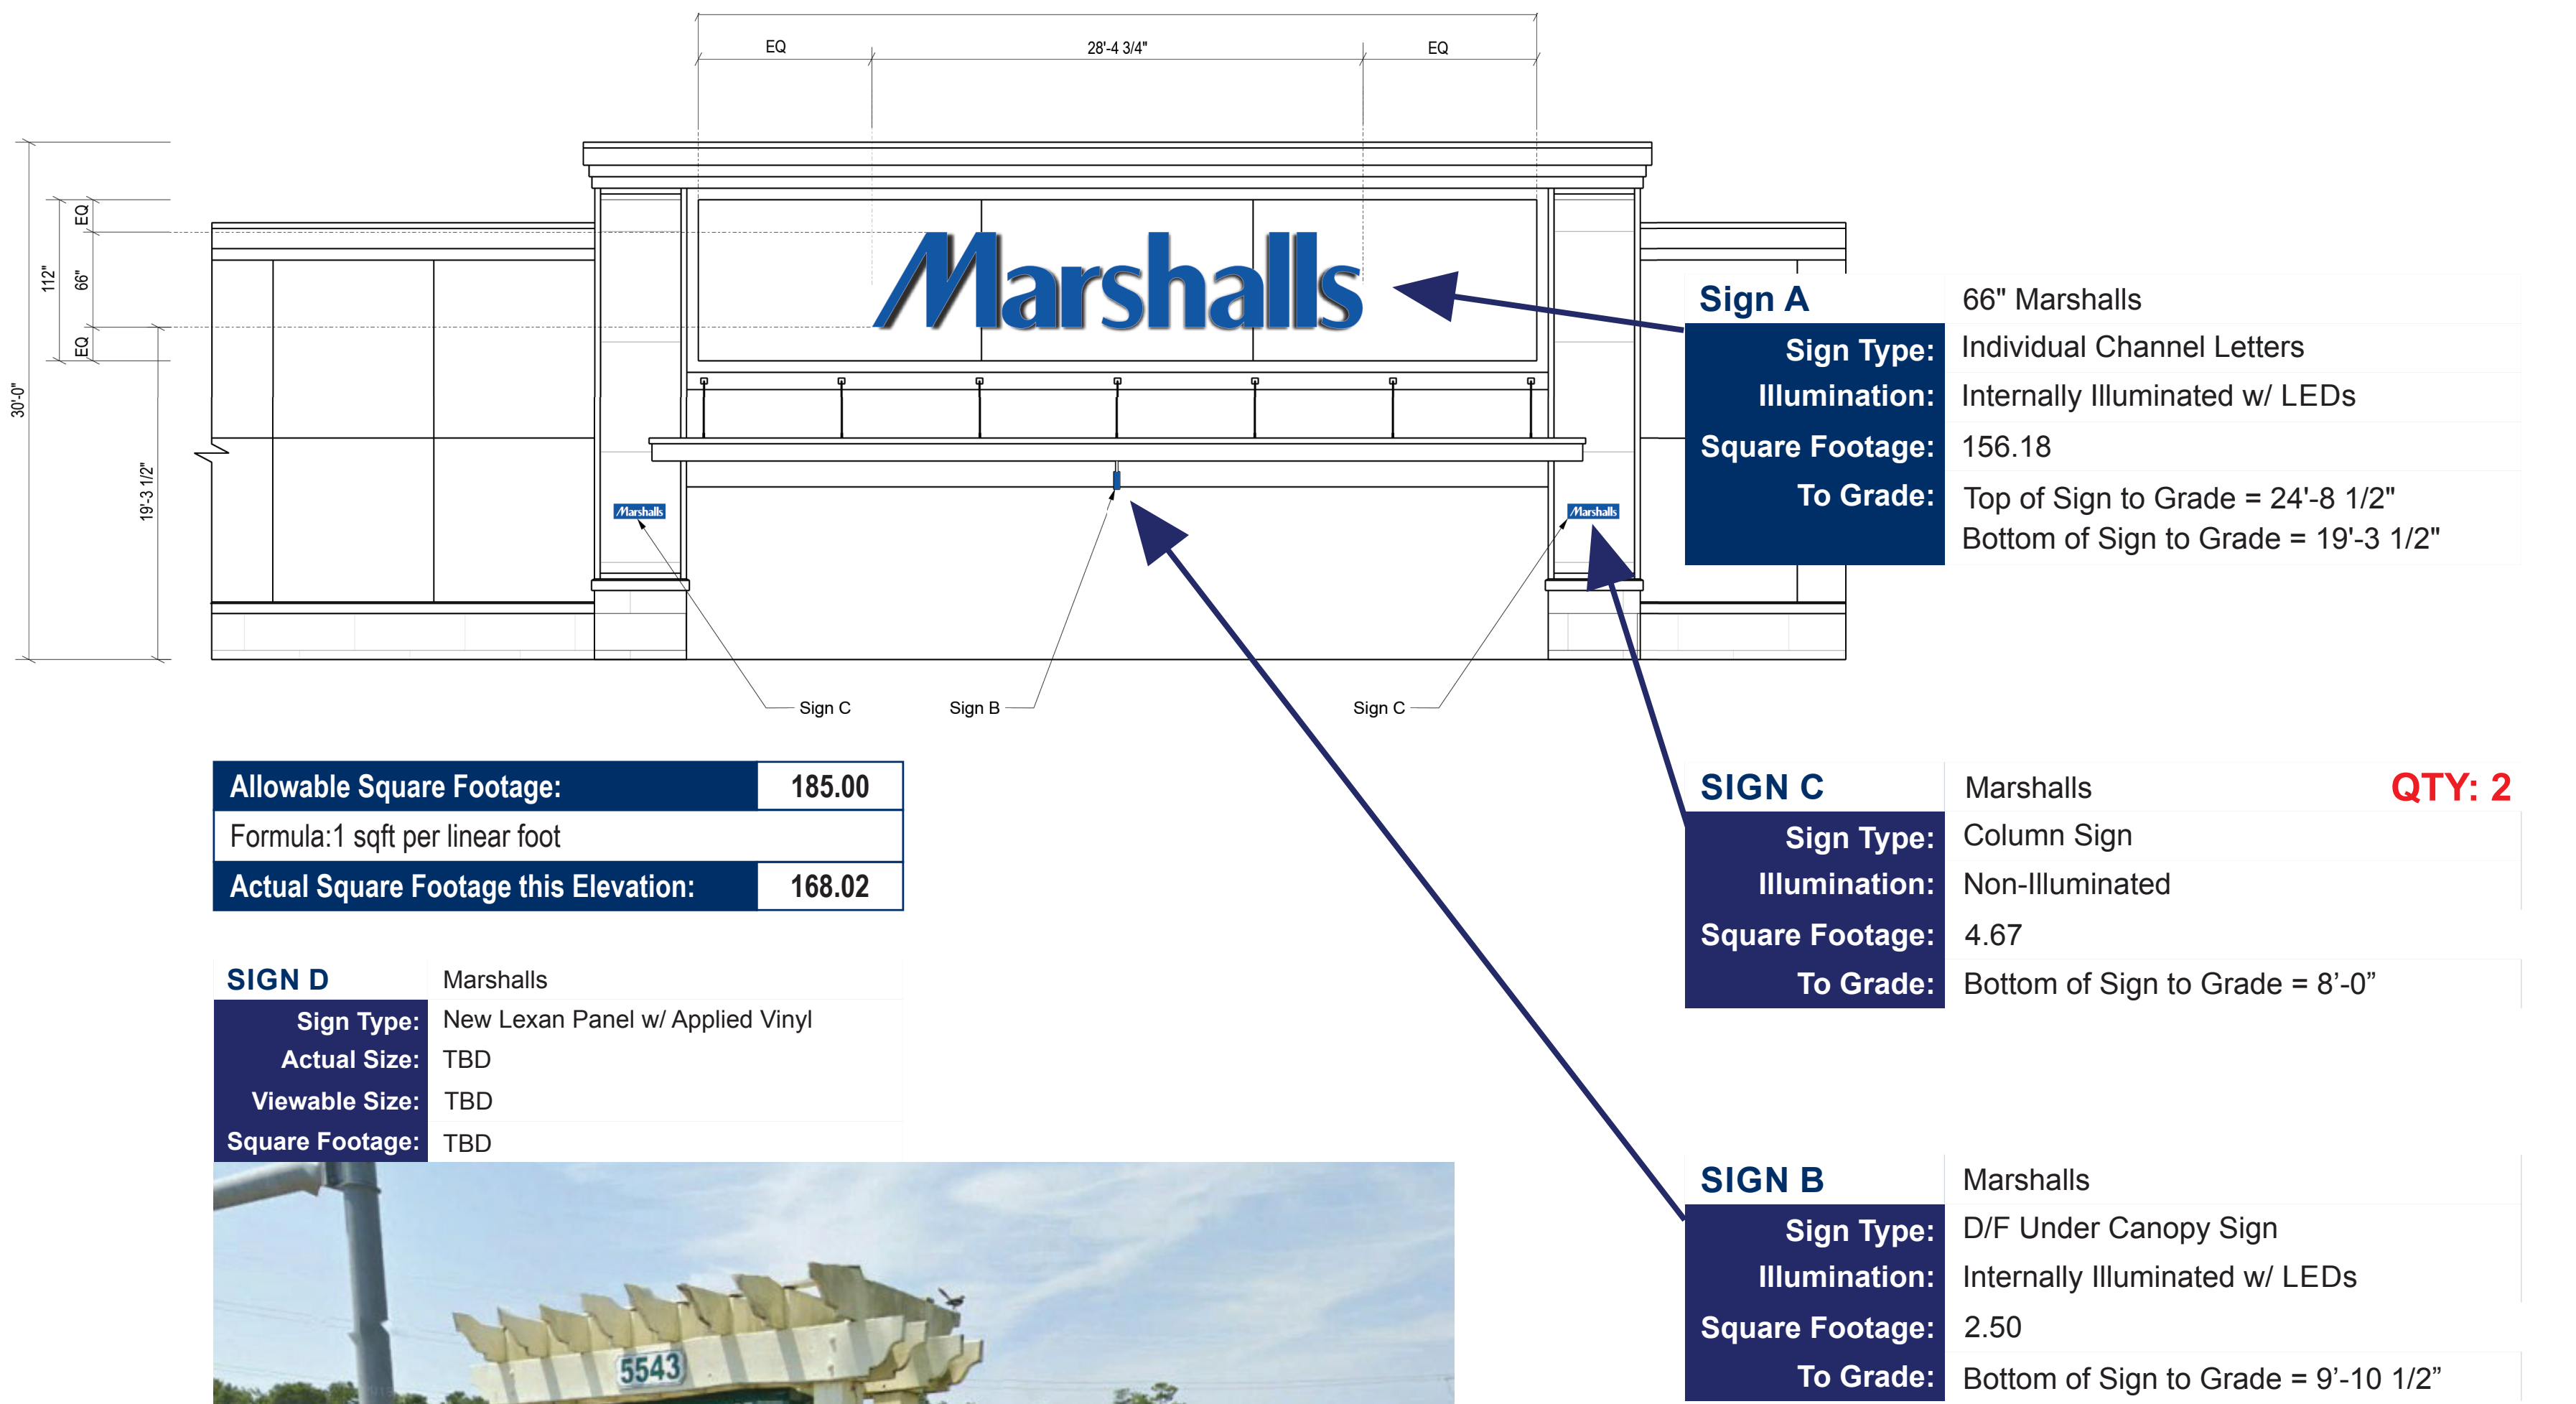 EQ
28'-4 3/4"
EQ
EQ
66"
EQ
112"
30'-0"
19'-3 1/2"
Marshalls
Marshalls
Marshalls
Sign C
Sign B
Sign C
Sign A
66" Marshalls
Sign Type: Individual Channel Letters
Illumination: Internally Illuminated w/ LEDs
Square Footage: 156.18
To Grade: Top of Sign to Grade = 24'-8 1/2"
Bottom of Sign to Grade = 19'-3 1/2"
Allowable Square Footage: 185.00
Formula:1 sqft per linear foot
Actual Square Footage this Elevation: 168.02
SIGN C Marshalls QTY: 2
Sign Type: Column Sign
Illumination: Non-Illuminated
Square Footage: 4.67
To Grade: Bottom of Sign to Grade = 8’-0”
SIGN D Marshalls
Sign Type: New Lexan Panel w/ Applied Vinyl
Actual Size: TBD
Viewable Size: TBD
Square Footage: TBD
5543
SIGN B Marshalls
Sign Type: D/F Under Canopy Sign
Illumination: Internally Illuminated w/ LEDs
Square Footage: 2.50
To Grade: Bottom of Sign to Grade = 9’-10 1/2”